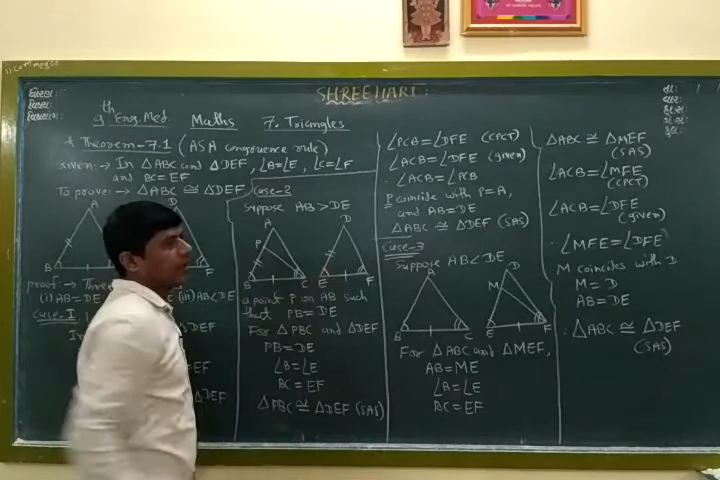 SHREEHARI
9th Eng. Med. Maths 7. Triangles
* Theorem-7.1 (ASA congruence rule)
Given:→ In △ABC and △DEF, ∠B=∠E, ∠C=∠F
and BC=EF
To prove:→ △ABC ≅ △DEF
A
D
B
F
proof → Three
(i) AB=DE
(iii) AB<DE
Case-I
In
△DEF
=EF
△DEF
Case-2
Suppose AB>DE
A
D
P
B
C
E
F
a point P on AB such
that PB=DE
For △PBC and △DEF
PB=DE
∠B=∠E
BC=EF
△PBC ≅ △DEF (SAS)
∠PCB=∠DFE (CPCT)
∠ACB=∠DFE (given)
∴ ∠ACB=∠PCB
P coincide with P=A,
and AB=DE
△ABC ≅ △DEF (SAS)
Case-3
Suppose AB<DE
A
D
M
B
C
E
F
For △ABC and △MEF,
AB=ME
∠B=∠E
BC=EF
△ABC ≅ △MEF
(SAS)
∠ACB=∠MFE
(CPCT)
∠ACB=∠DFE
(given)
∴ ∠MFE=∠DFE
M coincides with D
M=D
AB=DE
∴ △ABC ≅ △DEF
(SAS)